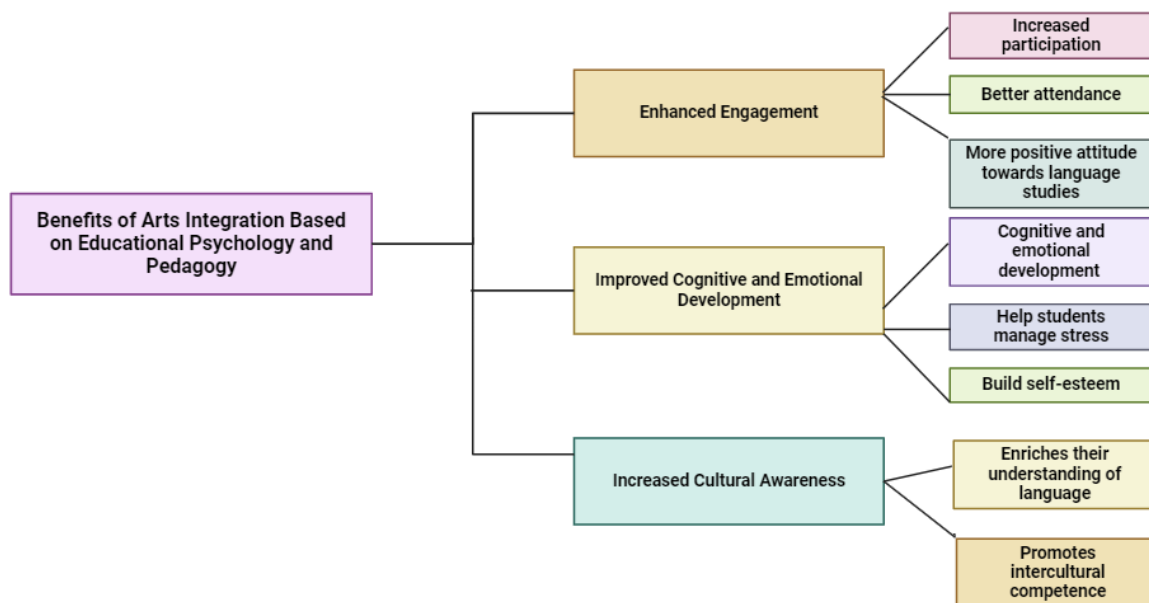 Benefits of Arts Integration Based
on Educational Psychology and
Pedagogy
Enhanced Engagement
Increased
participation
Better attendance
More positive attitude
towards language
studies
Improved Cognitive and Emotional
Development
Cognitive and
emotional
development
Help students
manage stress
Build self-esteem
Increased Cultural Awareness
Enriches their
understanding of
language
Promotes
intercultural
competence